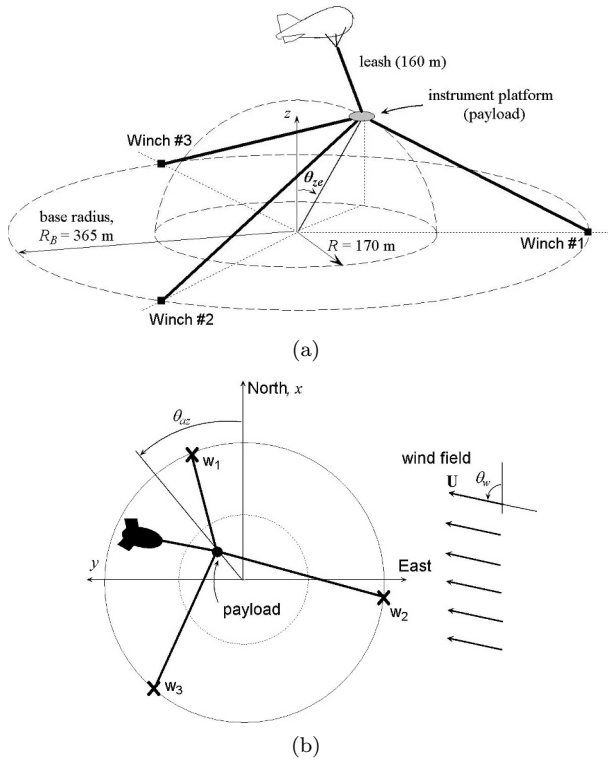 leash (160 m)
instrument platform
(payload)
z
Winch #3
θze
base radius,
RB = 365 m
R = 170 m
Winch #1
Winch #2
(a)
North, x
θaz
w1
wind field
U
θw
y
East
payload
w2
w3
(b)